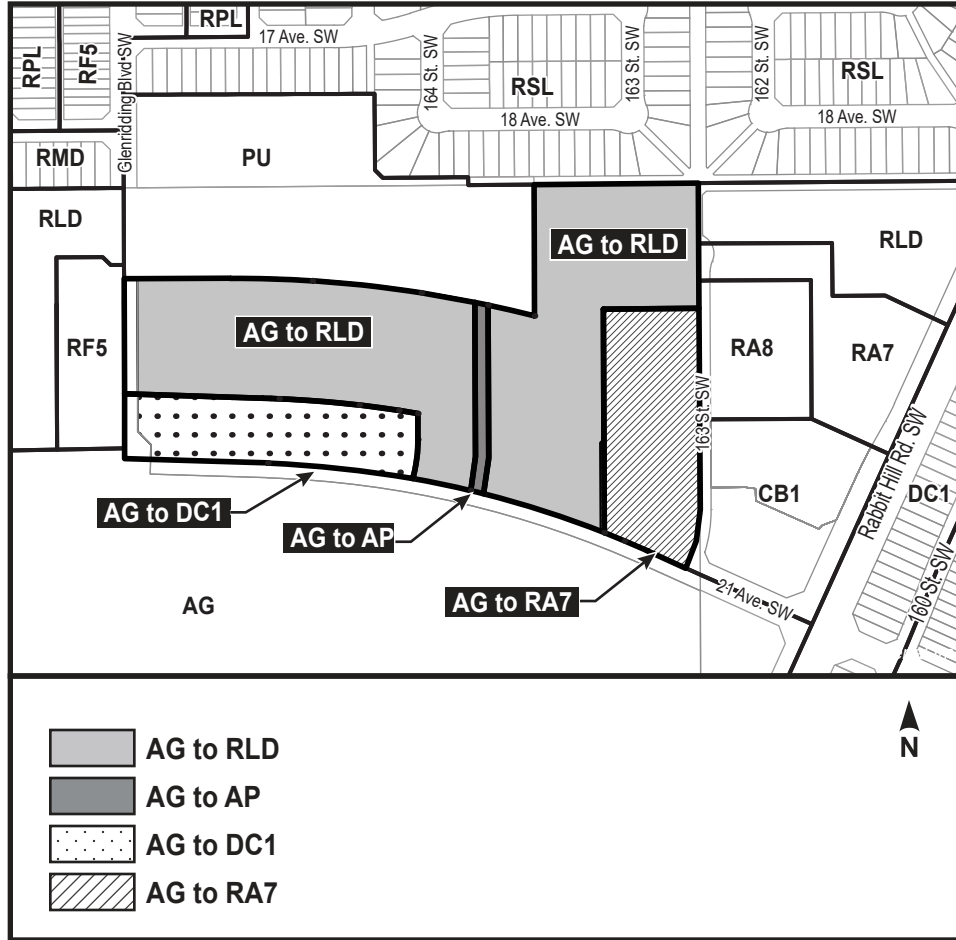 RPL
17 Ave. SW
RPL
RF5
Glenridding Blvd SW
164 St. SW
RSL
163 St. SW
162 St. SW
RSL
18 Ave. SW
18 Ave. SW
RMD
PU
RLD
AG to RLD
RLD
AG to RLD
RF5
RA8
RA7
163 St. SW
Rabbit Hill Rd. SW
CB1
DC1
AG to DC1
AG to AP
AG to RA7
21 Ave. SW
160 St. SW
AG
AG to RLD
AG to AP
AG to DC1
AG to RA7
N